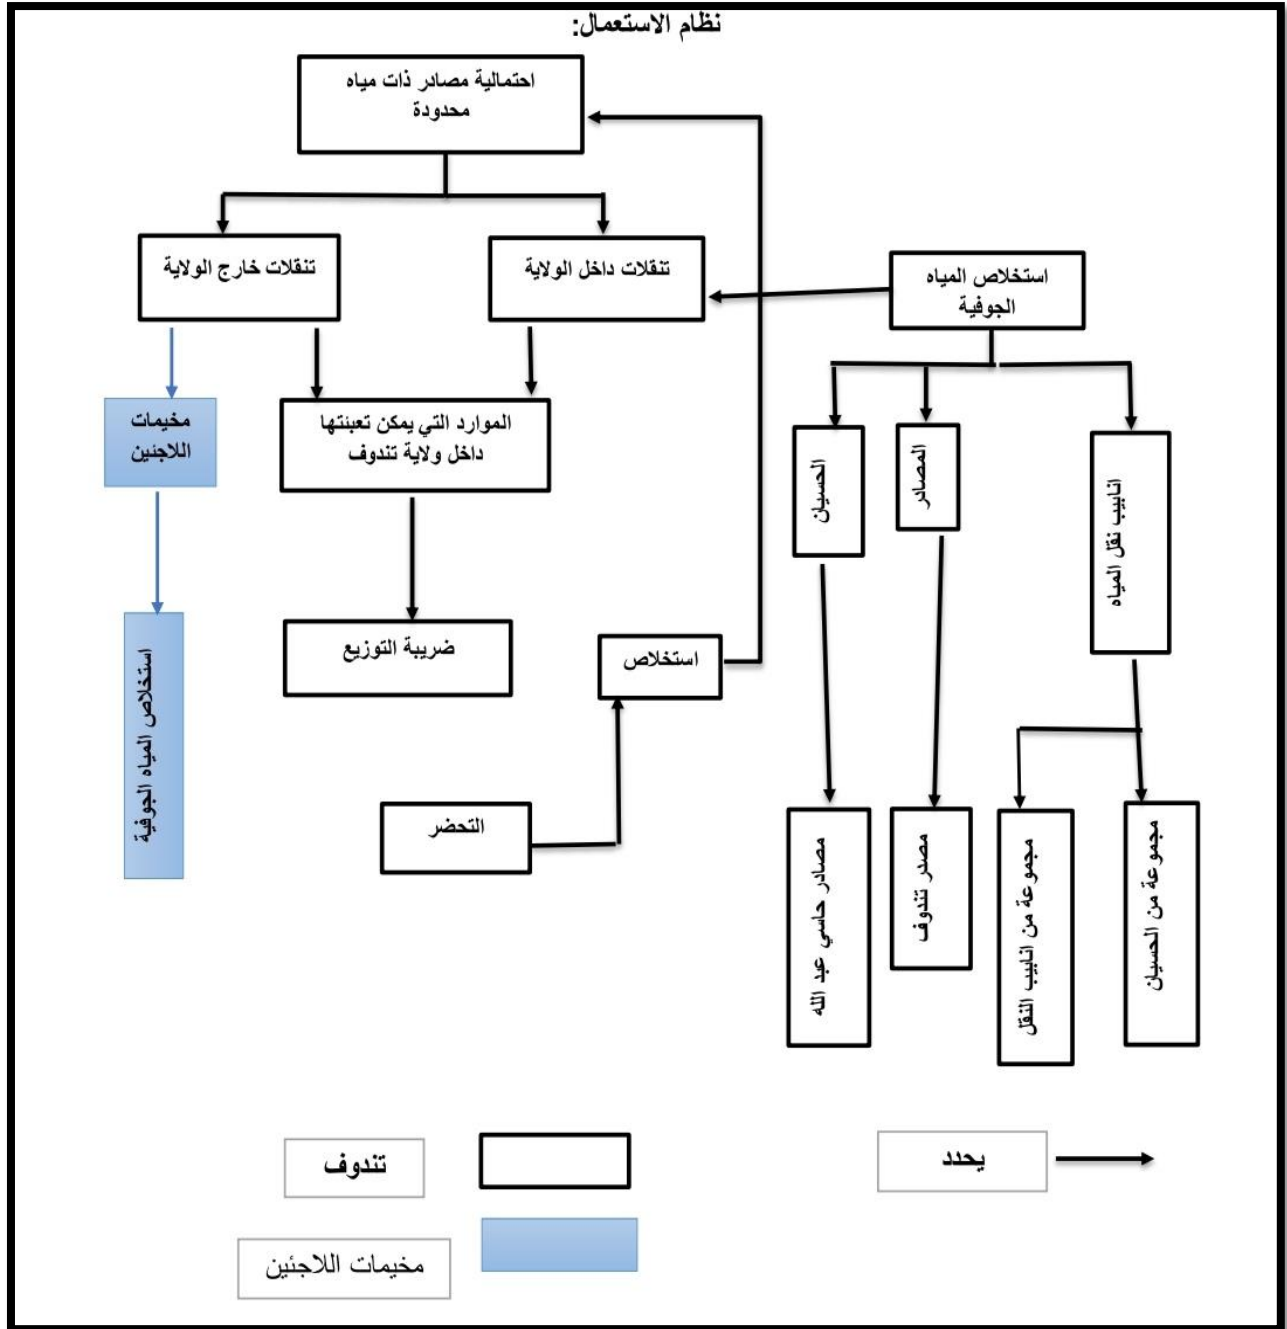 نظام الاستعمال:
احتمالية مصادر ذات مياه
محدودة
تنقلات داخل الولاية
تنقلات خارج الولاية
استخلاص المياه
الجوفية
الموارد التي يمكن تعبئتها
داخل ولاية تندوف
مخيمات
اللاجئين
انابيب نقل المياه
المصادر
الحسيان
ضريبة التوزيع
استخلاص
استخلاص المياه الجوفية
التحضر
مجموعة من الحسيان
مجموعة من انابيب النقل
مصدر تندوف
مصادر حاسي عبد الله
يحدد
تندوف
مخيمات اللاجئين